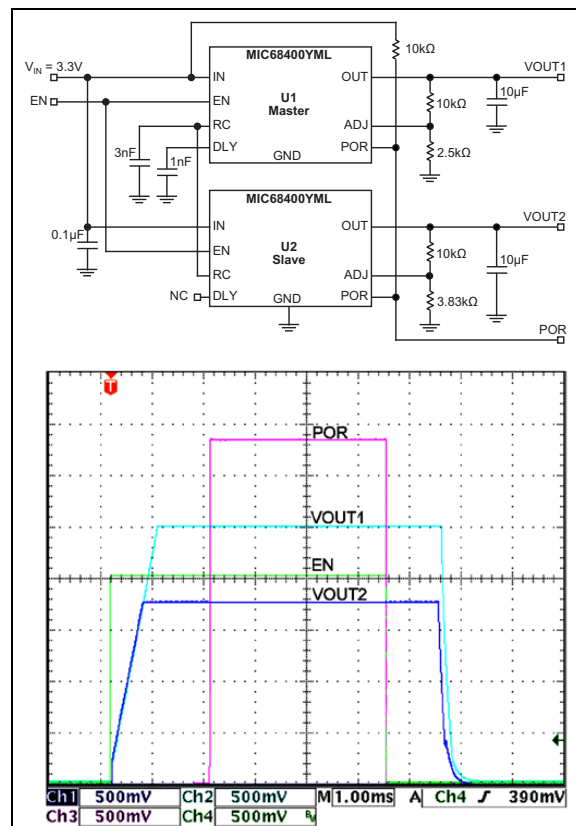 MIC68400YML
10kΩ
V_IN = 3.3V
IN
OUT
VOUT1
EN
EN
U1
Master
10kΩ
10µF
RC
ADJ
3nF
1nF
DLY
POR
2.5kΩ
GND
MIC68400YML
IN
OUT
VOUT2
0.1µF
EN
U2
Slave
10kΩ
10µF
RC
ADJ
NC
DLY
GND
POR
3.83kΩ
POR
T
POR
VOUT1
EN
VOUT2
Ch1 500mV Ch2 500mV M 1.00ms A Ch4 ∫ 390mV
Ch3 500mV Ch4 500mV